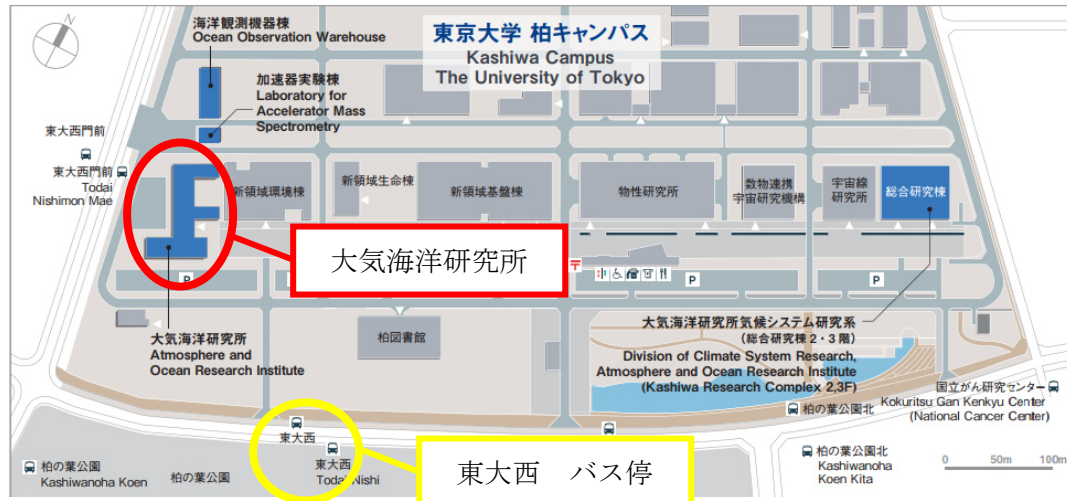 海洋観測機器棟
Ocean Observation Warehouse
東京大学 柏キャンパス
Kashiwa Campus
The University of Tokyo
加速器実験棟
Laboratory for
Accelerator Mass
Spectrometry
東大西門前
東大西門前
Todai
Nishimon Mae
新領域環境棟
新領域生命棟
新領域基盤棟
物性研究所
数物連携
宇宙研究機構
宇宙線
研究所
総合研究棟
大気海洋研究所
P
P
P
大気海洋研究所
Atmosphere and
Ocean Research Institute
柏図書館
大気海洋研究所気候システム研究系
(総合研究棟2・3階)
Division of Climate System Research,
Atmosphere and Ocean Research Institute
(Kashiwa Research Complex 2,3F)
国立がん研究センター
Kokuritsu Gan Kenkyu Center
(National Cancer Center)
柏の葉公園北
東大西
東大西
Todai Nishi
東大西 バス停
柏の葉公園
Kashiwanoha Koen
柏の葉公園
柏の葉公園北
Kashiwanoha
Koen Kita
0 50m 100m